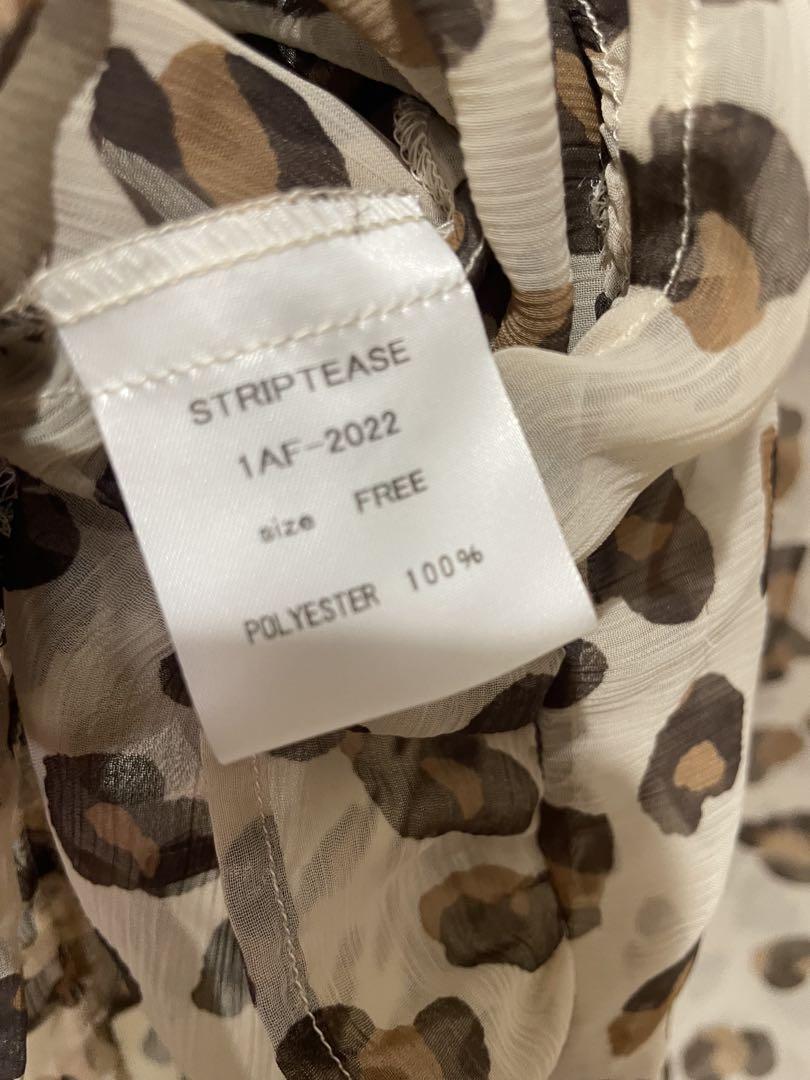 STRIPTEASE
1AF-2022
size FREE
POLYESTER 100%